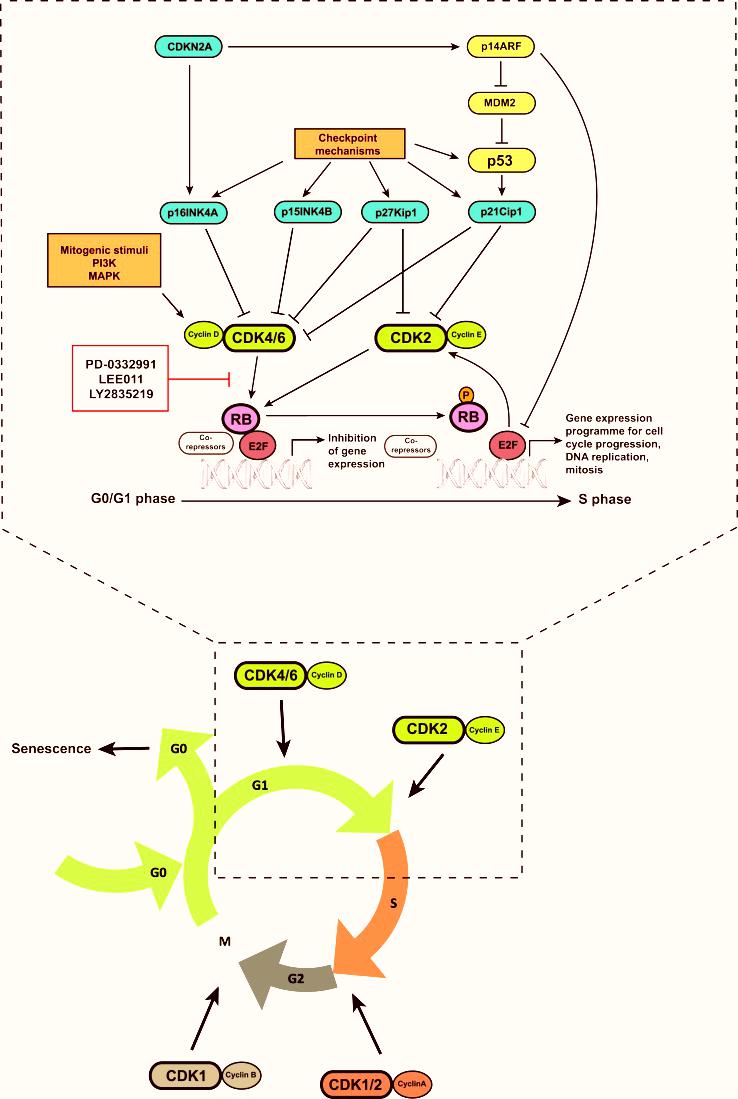 CDKN2A
p14ARF
MDM2
Checkpoint
mechanisms
p53
p16INK4A
p15INK4B
p27Kip1
p21Cip1
Mitogenic stimuli
PI3K
MAPK
Cyclin D
CDK4/6
CDK2
Cyclin E
PD-0332991
LEE011
LY2835219
P
RB
RB
Co-
repressors
E2F
Inhibition
of gene
expression
Co-
repressors
E2F
Gene expression
programme for cell
cycle progression,
DNA replication,
mitosis
G0/G1 phase
S phase
CDK4/6
Cyclin D
CDK2
Cyclin E
Senescence
G0
G1
G0
S
M
G2
CDK1
Cyclin B
CDK1/2
CyclinA